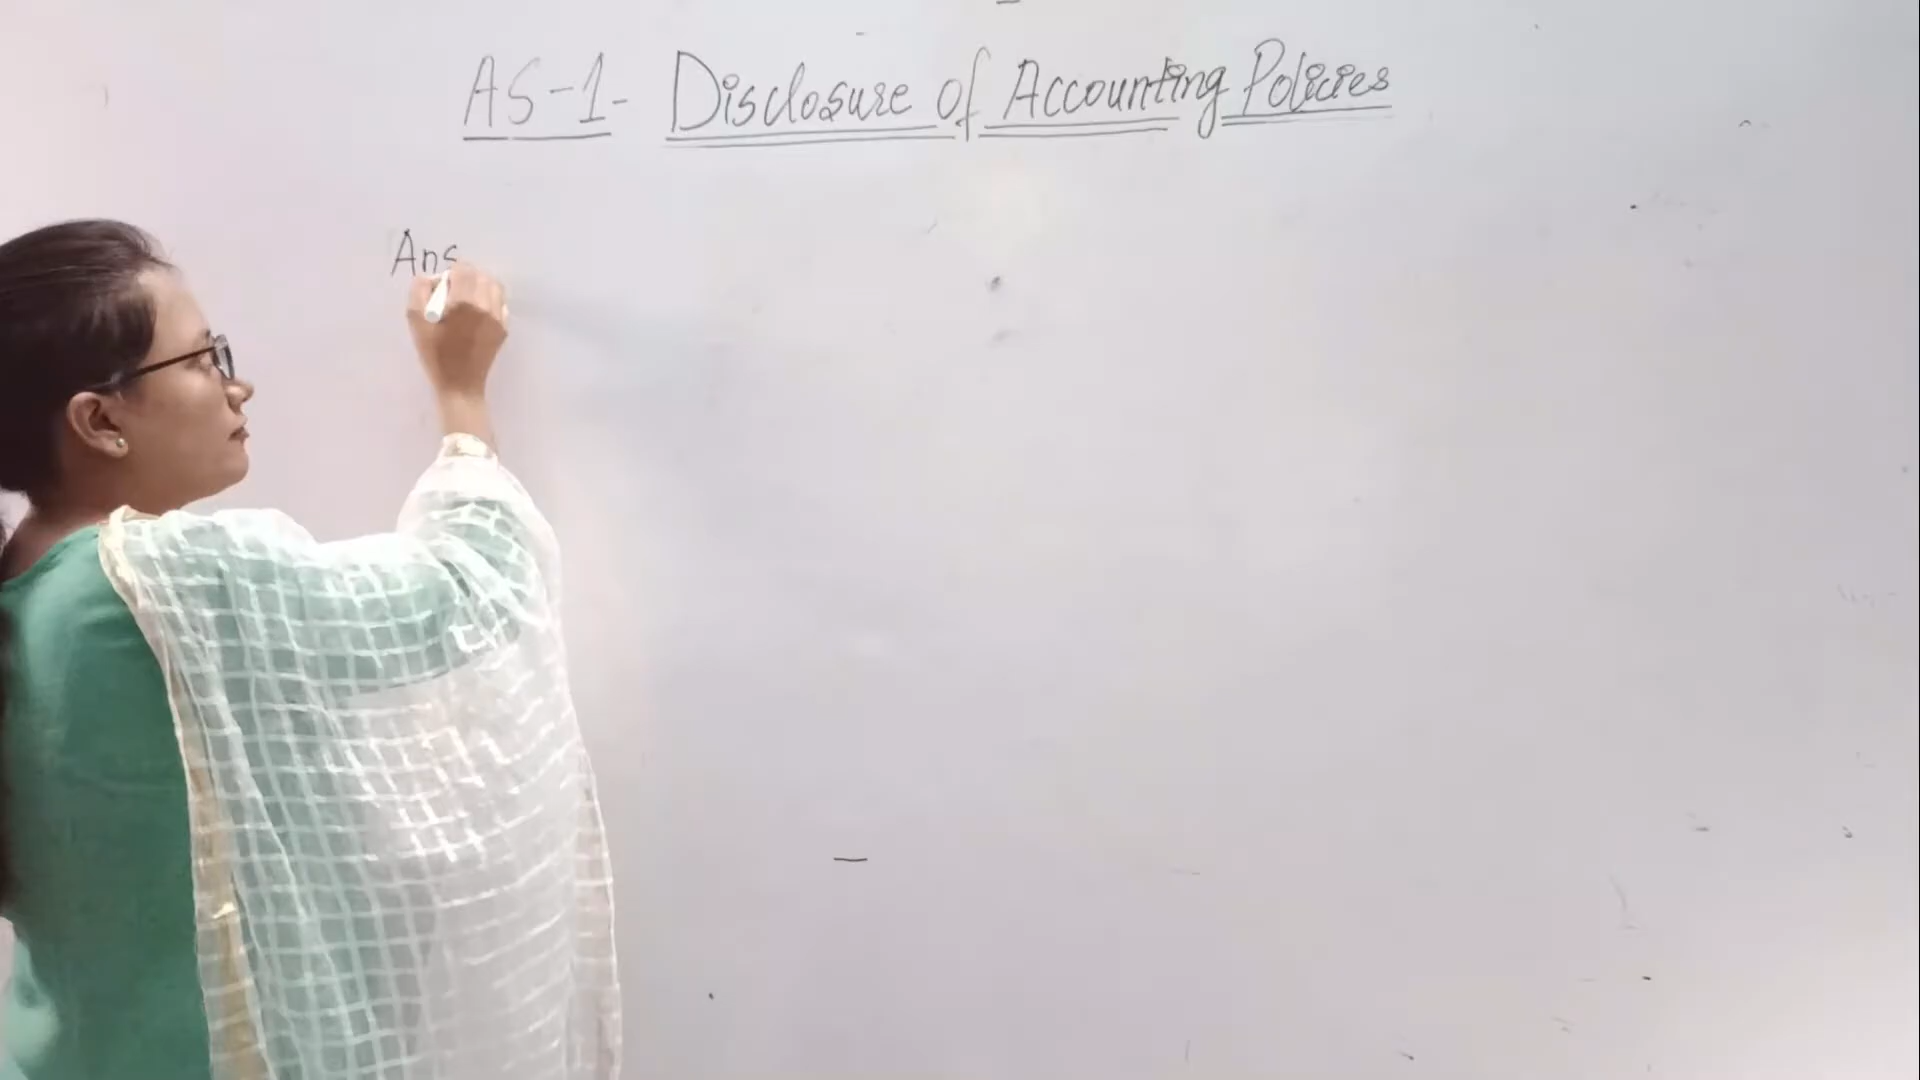 AS-1- Disclosure of Accounting Policies
Ans